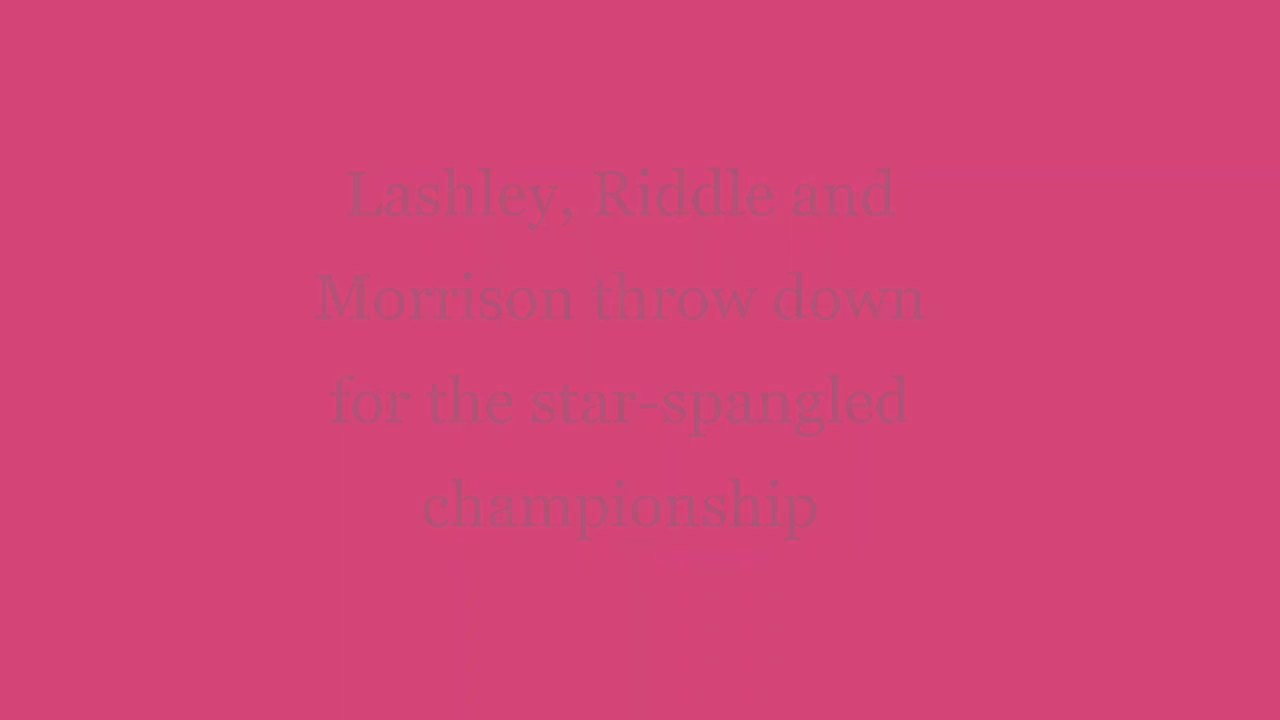 Lashley, Riddle and
Morrison throw down
for the star-spangled
championship